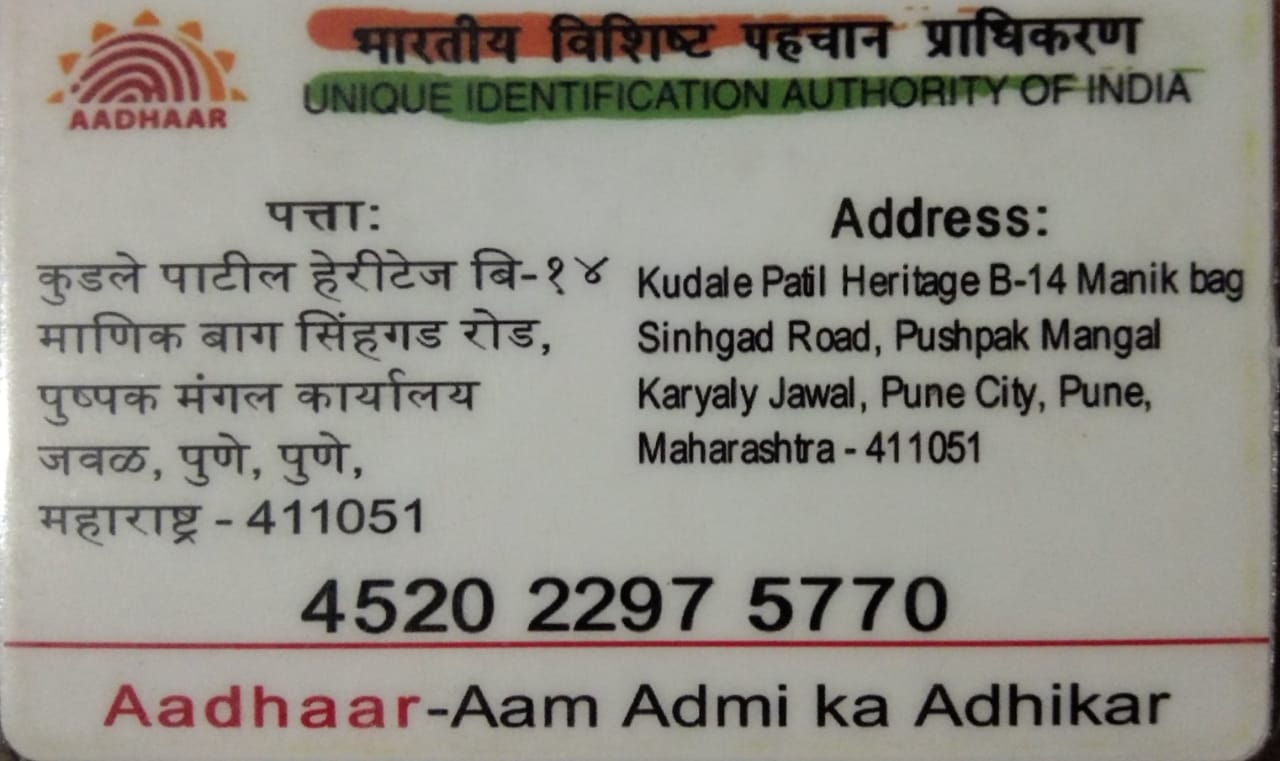 AADHAAR
भारतीय विशिष्ट पहचान प्राधिकरण
UNIQUE IDENTIFICATION AUTHORITY OF INDIA
पत्ता:
कुडले पाटील हेरीटेज बि-१४
माणिक बाग सिंहगड रोड,
पुष्पक मंगल कार्यालय
जवळ, पुणे, पुणे,
महाराष्ट्र - 411051
Address:
Kudale Patil Heritage B-14 Manik bag
Sinhgad Road, Pushpak Mangal
Karyaly Jawal, Pune City, Pune,
Maharashtra - 411051
4520 2297 5770
Aadhaar-Aam Admi ka Adhikar